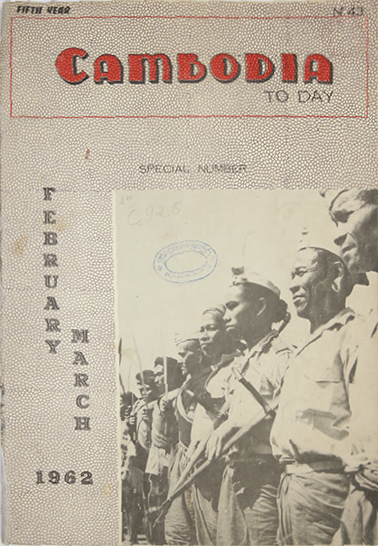 FIFTH YEAR
N° 43
CAMBODIA
TO DAY
SPECIAL NUMBER
FEBRUARY
MARCH
1962